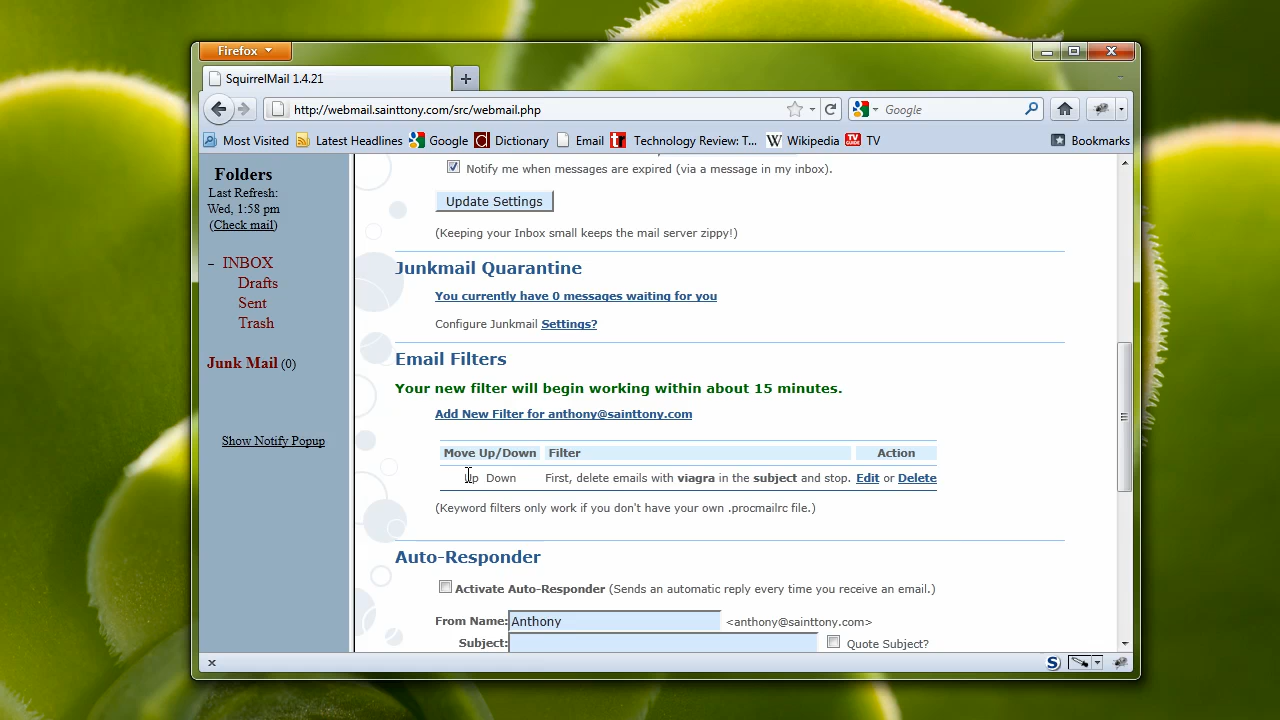 Firefox
SquirrelMail 1.4.21
http://webmail.sainttony.com/src/webmail.php
Google
Most Visited Latest Headlines Google Dictionary Email Technology Review: T... Wikipedia TV Bookmarks
Folders
Last Refresh:
Wed, 1:58 pm
(Check mail)
– INBOX
Drafts
Sent
Trash
Junk Mail (0)
Show Notify Popup
Notify me when messages are expired (via a message in my inbox).
Update Settings
(Keeping your Inbox small keeps the mail server zippy!)
Junkmail Quarantine
You currently have 0 messages waiting for you
Configure Junkmail Settings?
Email Filters
Your new filter will begin working within about 15 minutes.
Add New Filter for anthony@sainttony.com
Move Up/Down Filter Action
Up Down First, delete emails with viagra in the subject and stop. Edit or Delete
(Keyword filters only work if you don't have your own .procmailrc file.)
Auto-Responder
Activate Auto-Responder (Sends an automatic reply every time you receive an email.)
From Name: Anthony <anthony@sainttony.com>
Subject: Quote Subject?
x
S